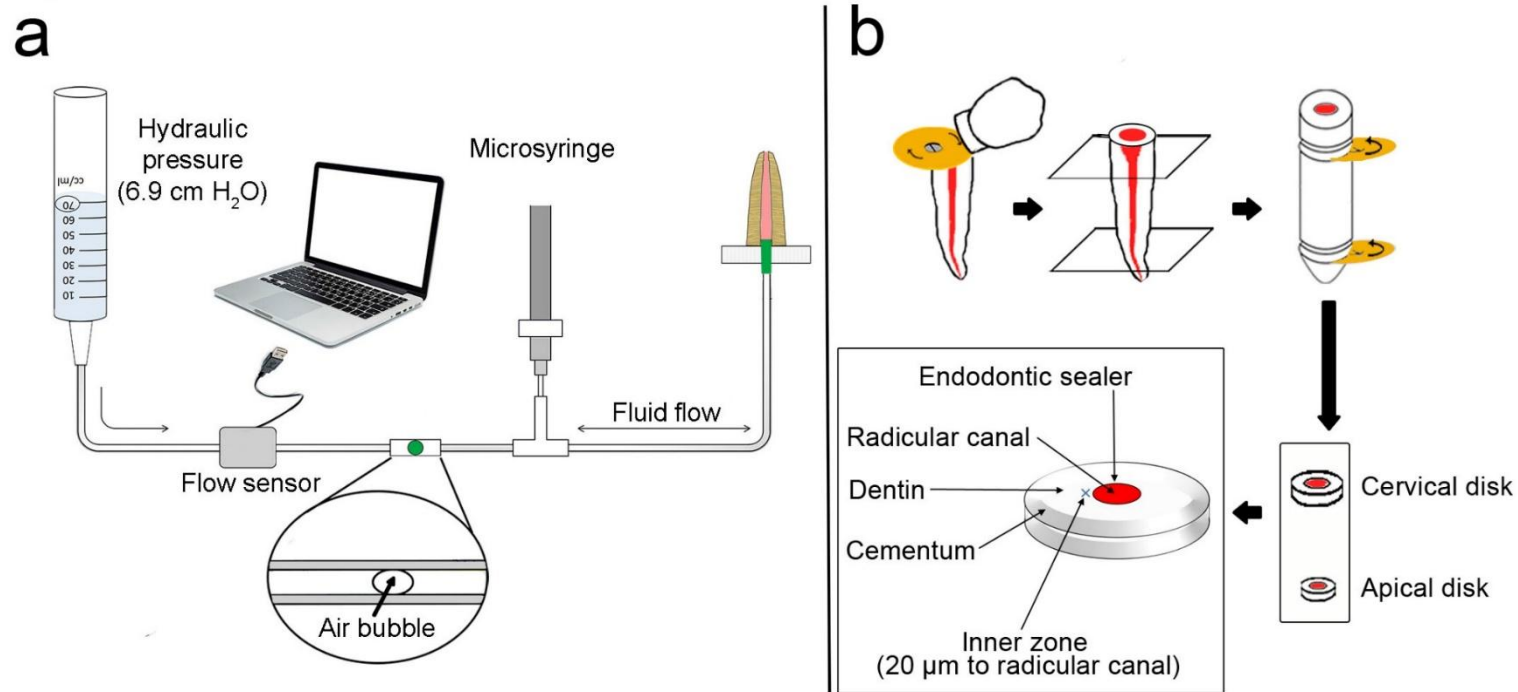 a
Hydraulic
pressure
(6.9 cm H₂O)
cc/ml
70
60
50
40
30
20
10
Microsyringe
Fluid flow
Flow sensor
Air bubble
b
Endodontic sealer
Radicular canal
Dentin
Cementum
Inner zone
(20 µm to radicular canal)
Cervical disk
Apical disk